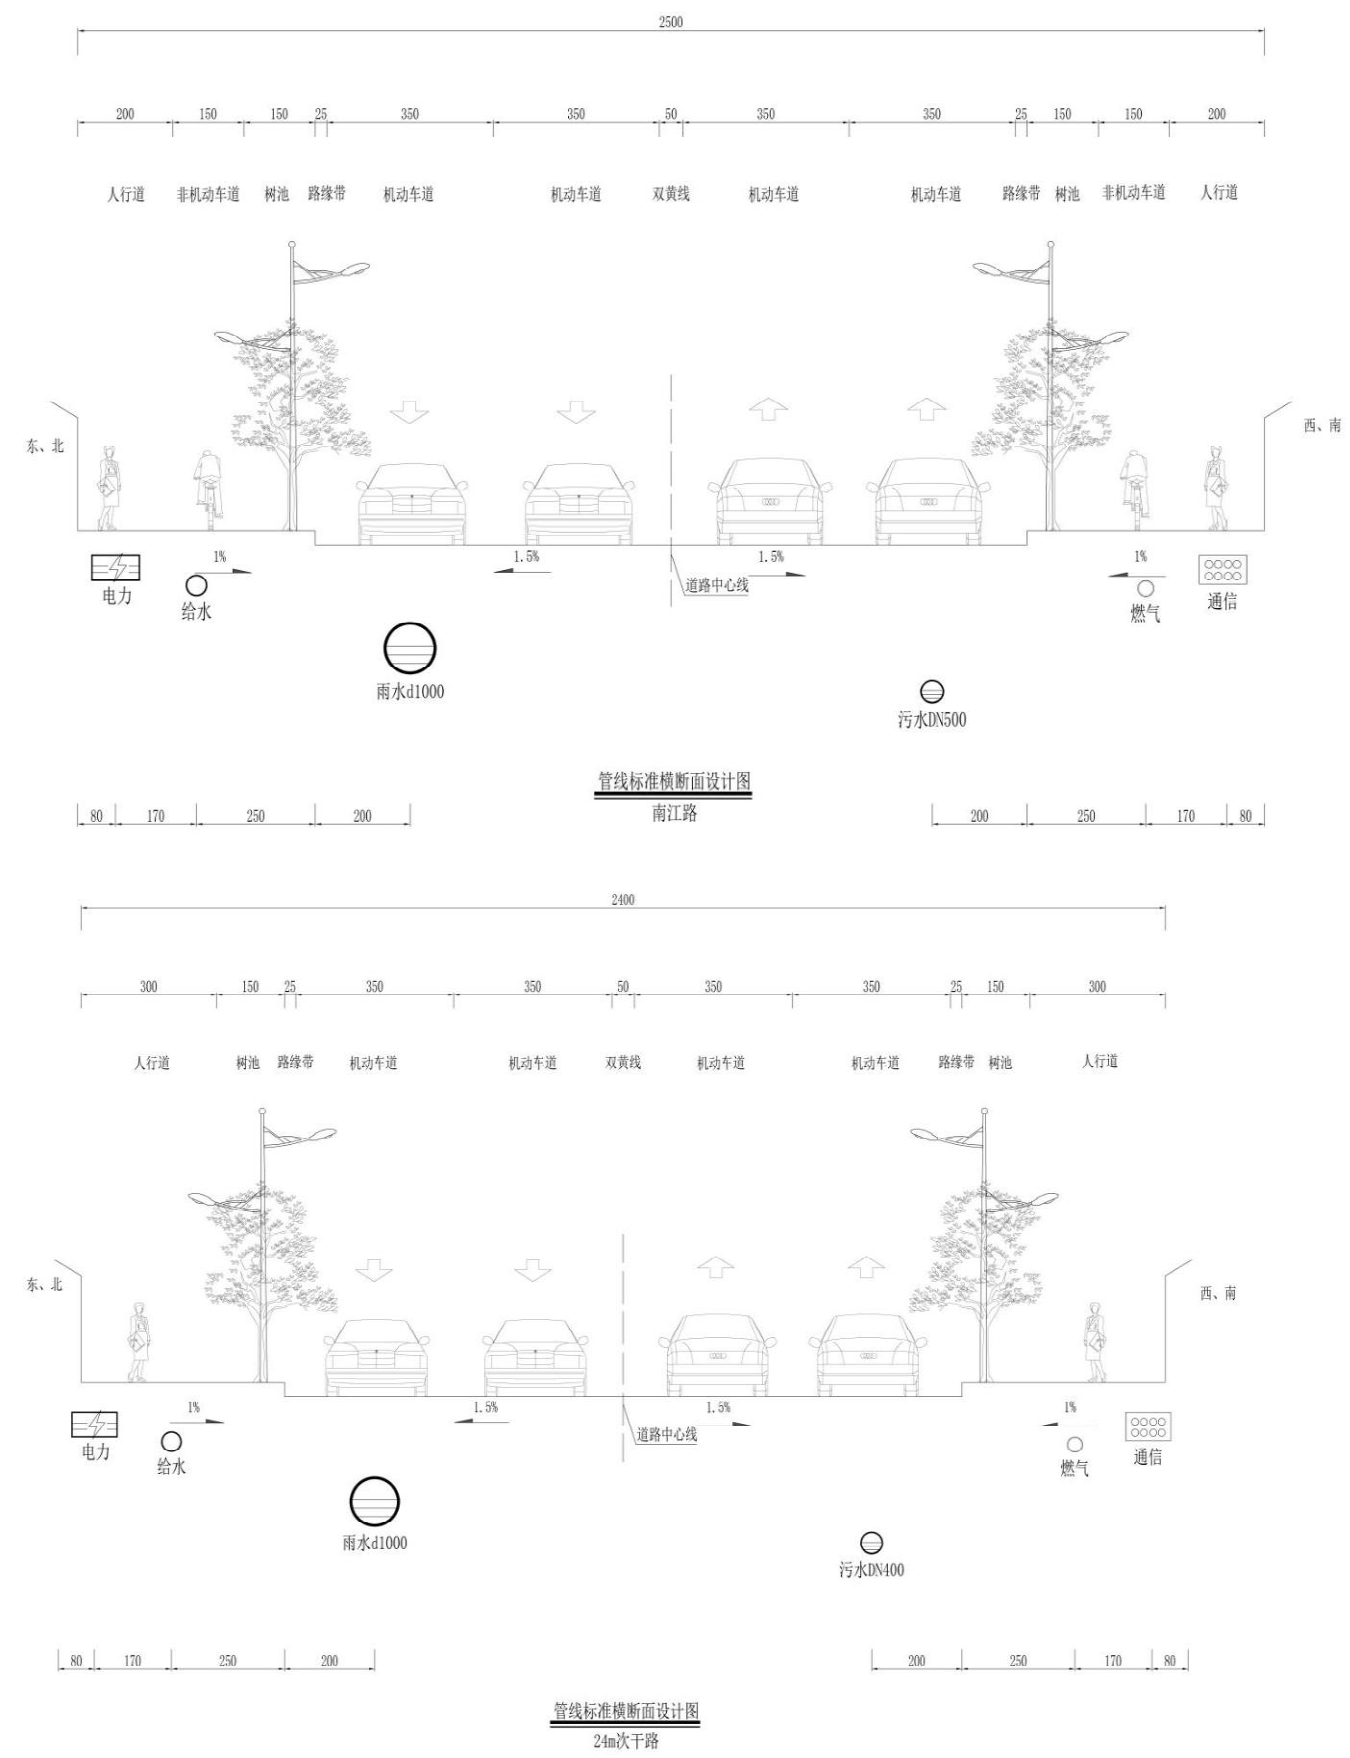 2500
200 150 150 25 350 350 50 350 350 25 150 150 200
人行道 非机动车道 树池 路缘带 机动车道 机动车道 双黄线 机动车道 机动车道 路缘带 树池 非机动车道 人行道
东、北 西、南
1% 1.5% 1.5% 1%
道路中心线
电力 给水 燃气 通信
雨水d1000
污水DN500
管线标准横断面设计图
南江路
80 170 250 200 200 250 170 80
2400
300 150 25 350 350 50 350 350 25 150 300
人行道 树池 路缘带 机动车道 机动车道 双黄线 机动车道 机动车道 路缘带 树池 人行道
东、北 西、南
1% 1.5% 1.5% 1%
道路中心线
电力 给水 燃气 通信
雨水d1000
污水DN400
80 170 250 200 200 250 170 80
管线标准横断面设计图
24m次干路